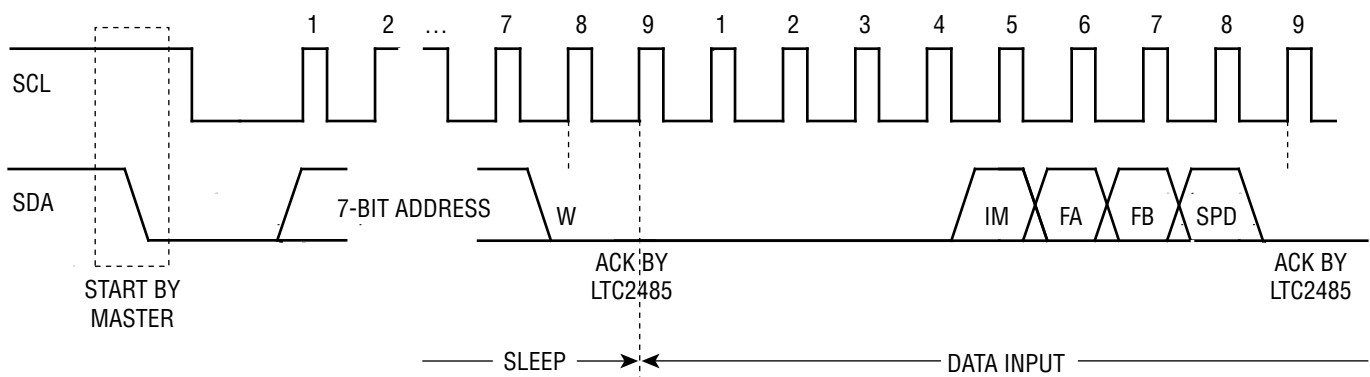 1 2 ... 7 8 9 1 2 3 4 5 6 7 8 9
SCL
SDA
7-BIT ADDRESS
W
IM
FA
FB
SPD
START BY
MASTER
ACK BY
LTC2485
ACK BY
LTC2485
SLEEP
DATA INPUT